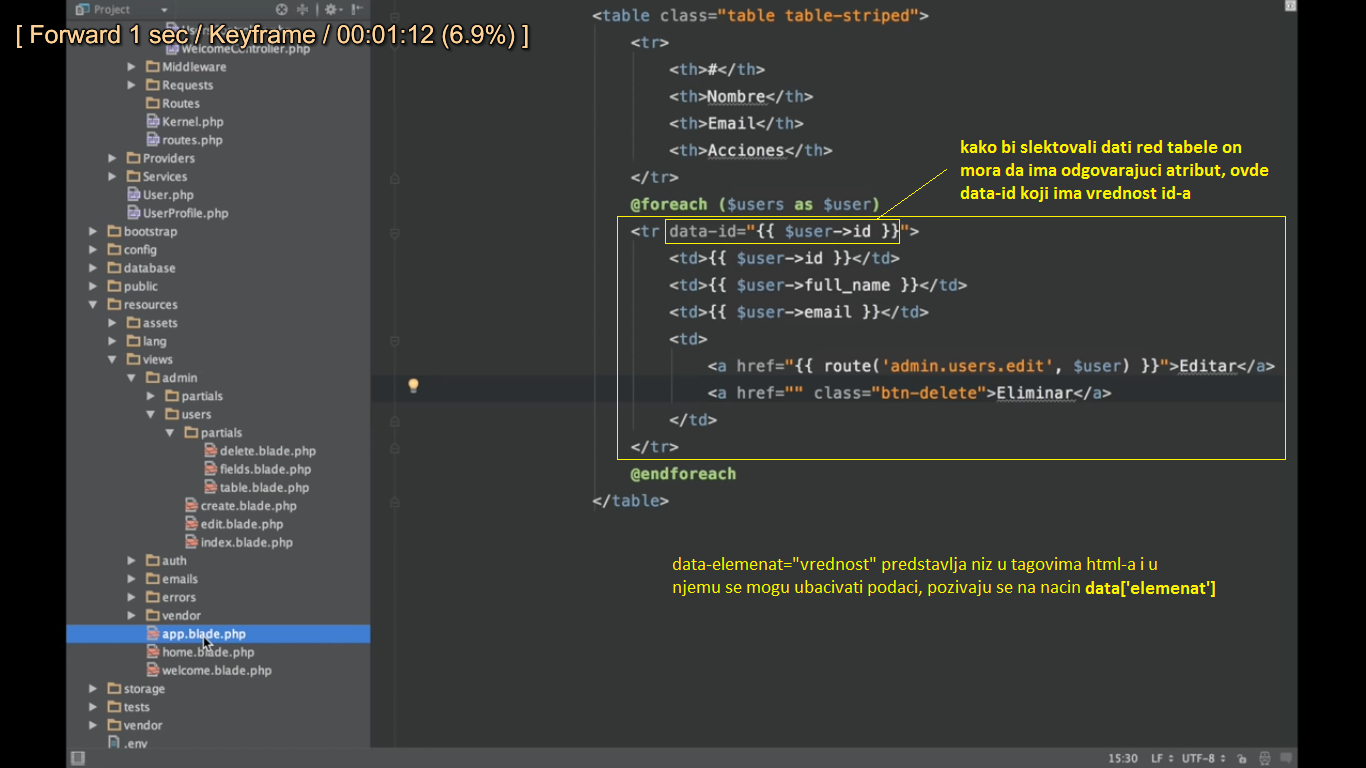 Project
[ Forward 1 sec / Keyframe / 00:01:12 (6.9%) ]
WelcomeController.php
Middleware
Requests
Routes
Kernel.php
routes.php
Providers
Services
User.php
UserProfile.php
bootstrap
config
database
public
resources
assets
lang
views
admin
partials
users
partials
delete.blade.php
fields.blade.php
table.blade.php
create.blade.php
edit.blade.php
index.blade.php
auth
emails
errors
vendor
app.blade.php
home.blade.php
welcome.blade.php
storage
tests
vendor
.env
<table class="table table-striped">
<tr>
<th>#</th>
<th>Nombre</th>
<th>Email</th>
<th>Acciones</th>
</tr>
@foreach ($users as $user)
<tr data-id="{{ $user->id }}">
<td>{{ $user->id }}</td>
<td>{{ $user->full_name }}</td>
<td>{{ $user->email }}</td>
<td>
<a href="{{ route('admin.users.edit', $user) }}">Editar</a>
<a href="" class="btn-delete">Eliminar</a>
</td>
</tr>
@endforeach
</table>
kako bi slektovali dati red tabele on
mora da ima odgovarajuci atribut, ovde
data-id koji ima vrednost id-a
data-elemenat="vrednost" predstavlja niz u tagovima html-a i u
njemu se mogu ubacivati podaci, pozivaju se na nacin data['elemenat']
15:30 LF UTF-8